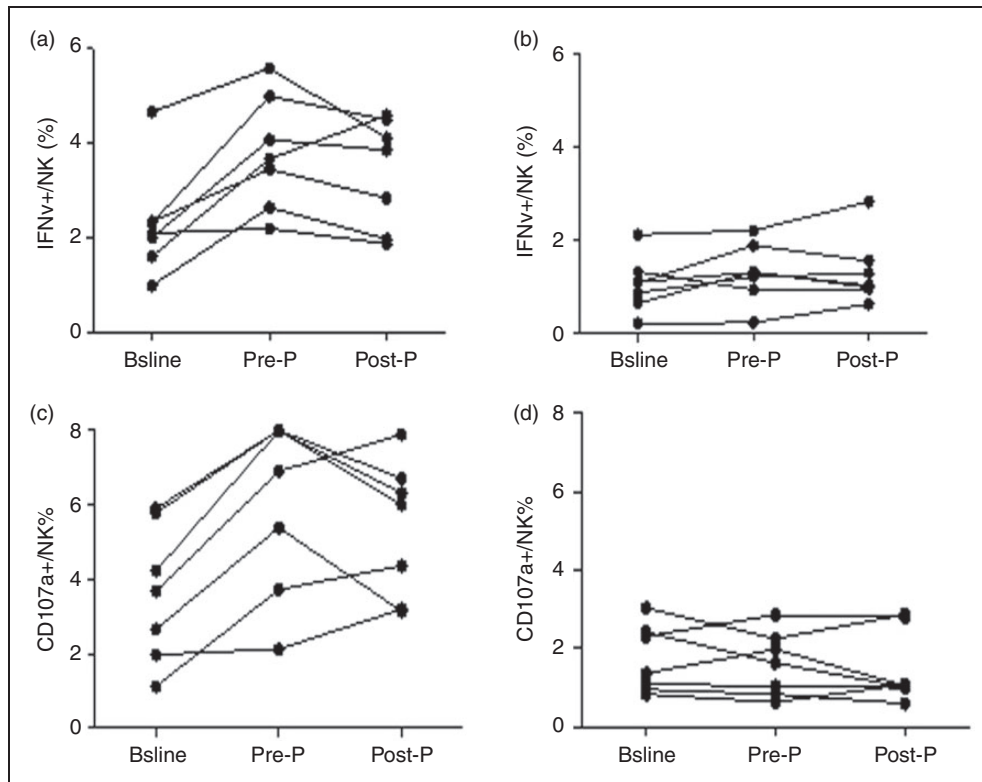 (a)
6
4
2
0
IFNv+/NK (%)
Bsline Pre-P Post-P
(b)
6
4
2
0
IFNv+/NK (%)
Bsline Pre-P Post-P
(c)
8
6
4
2
0
CD107a+/NK%
Bsline Pre-P Post-P
(d)
8
6
4
2
0
CD107a+/NK%
Bsline Pre-P Post-P